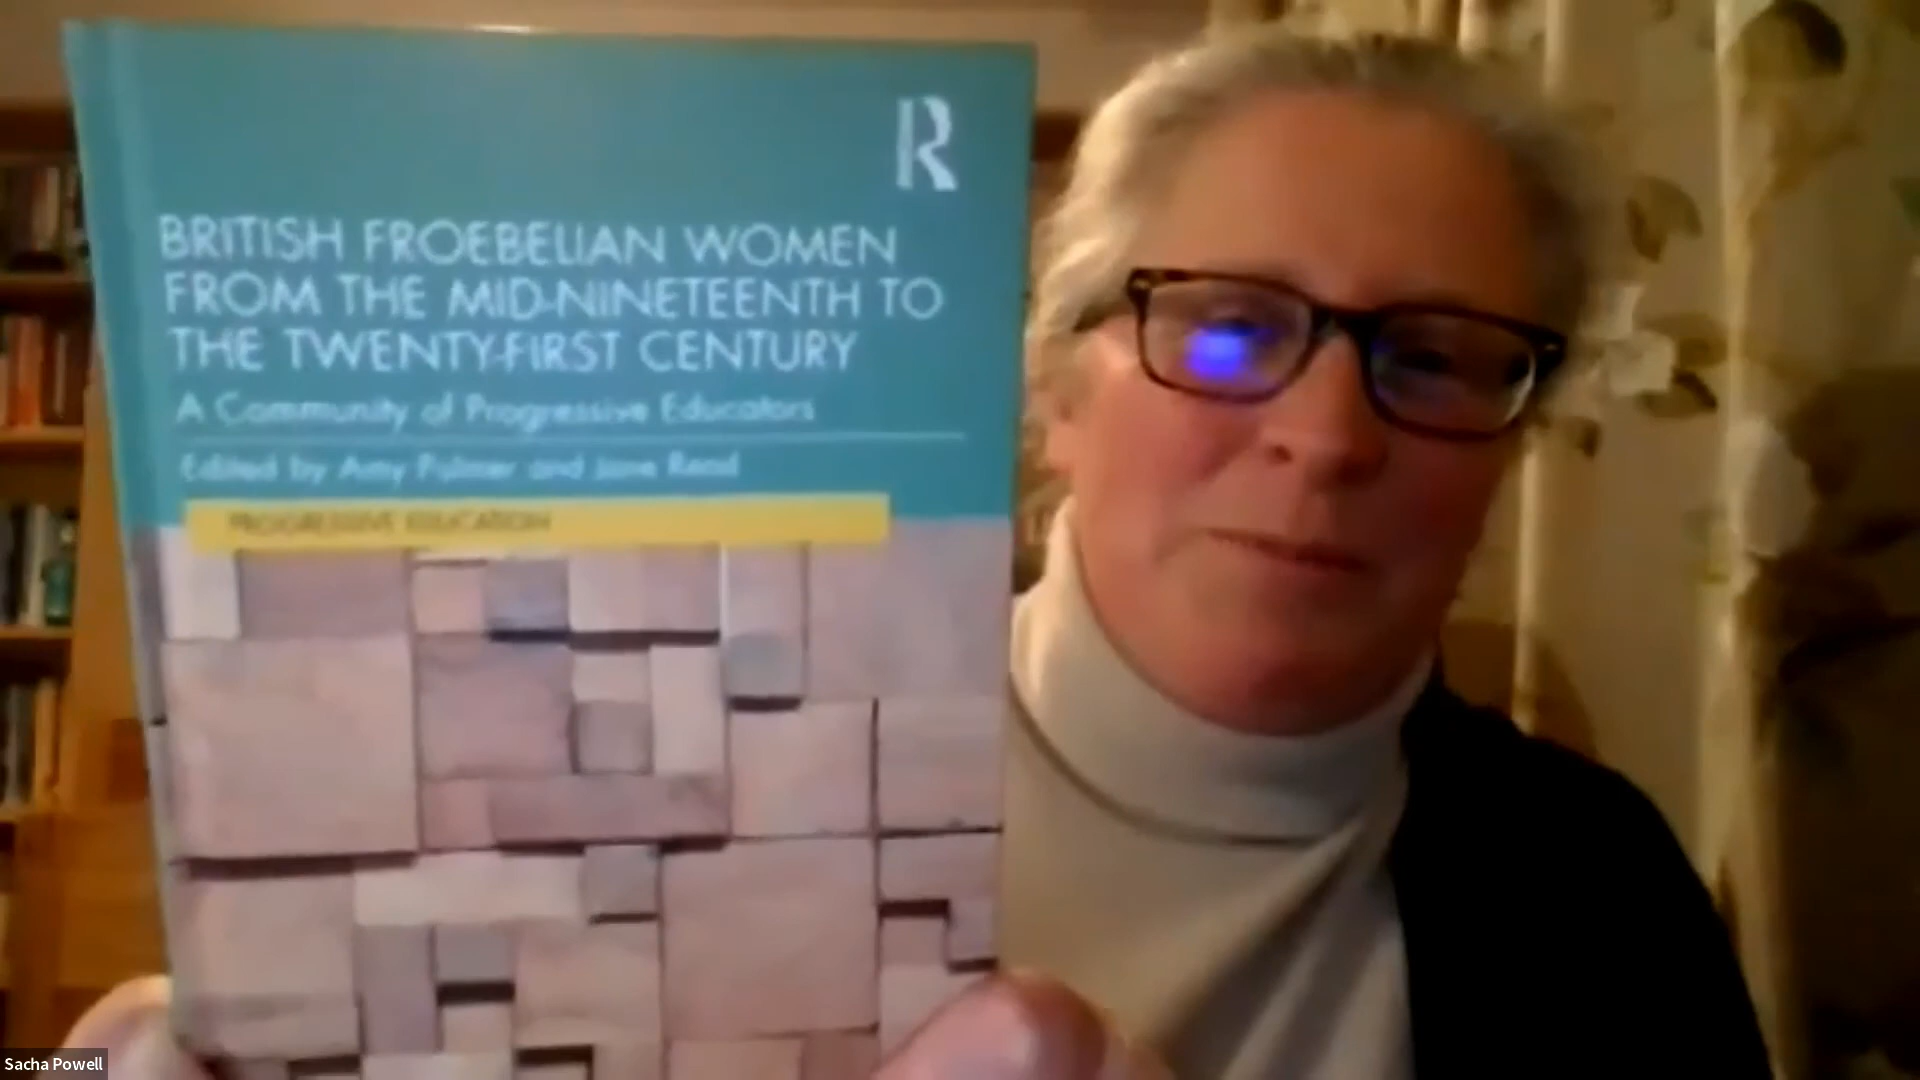 R
BRITISH FROEBELIAN WOMEN
FROM THE MID-NINETEENTH TO
THE TWENTY-FIRST CENTURY
A Community of Progressive Educators
Edited by Amy Palmer and Jane Read
PROGRESSIVE EDUCATION
Sacha Powell